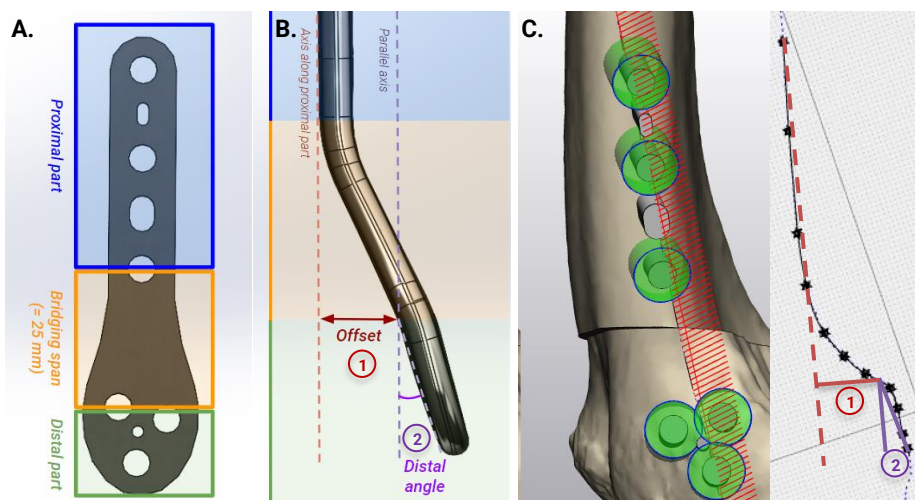 A.
Proximal part
Bridging span
(= 25 mm)
Distal part
B.
Axis along proximal part
Parallel axis
Offset
1
2
Distal
angle
C.
1
2